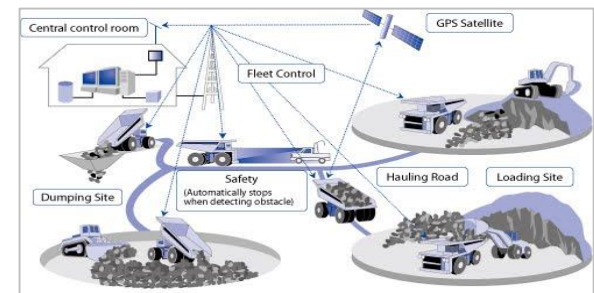 Central control room
GPS Satellite
Fleet Control
Dumping Site
Safety
(Automatically stops
when detecting obstacle)
Hauling Road
Loading Site